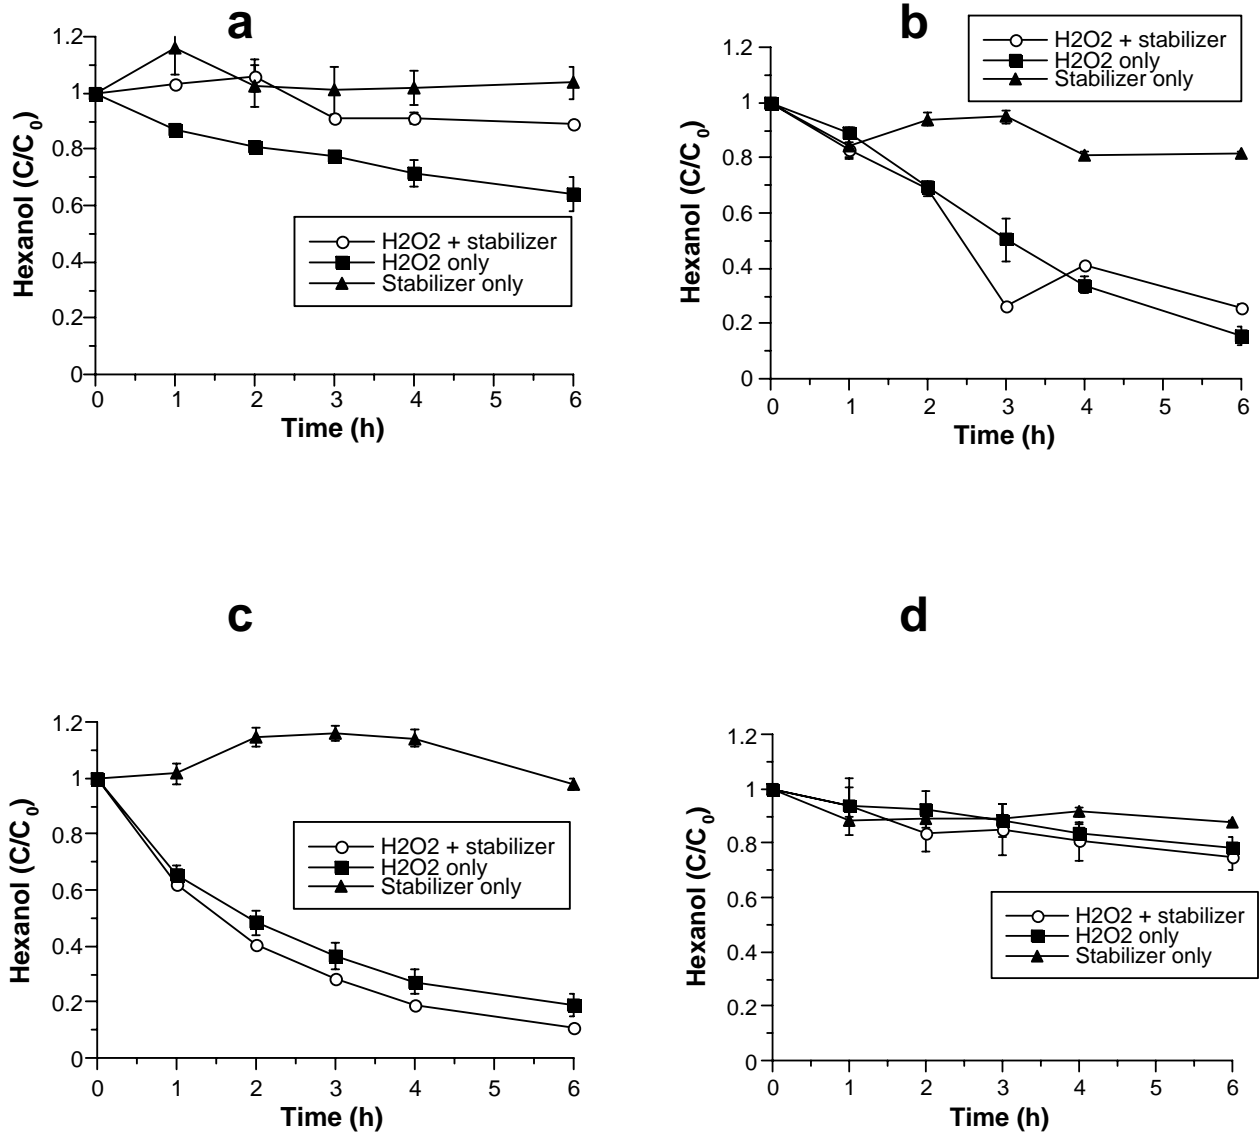 a
1.2
1
0.8
0.6
0.4
0.2
0
Hexanol (C/C0)
H2O2 + stabilizer
H2O2 only
Stabilizer only
0 1 2 3 4 5 6
Time (h)
b
1.2
1
0.8
0.6
0.4
0.2
0
Hexanol (C/C0)
H2O2 + stabilizer
H2O2 only
Stabilizer only
0 1 2 3 4 5 6
Time (h)
c
1.2
1
0.8
0.6
0.4
0.2
0
Hexanol (C/C0)
H2O2 + stabilizer
H2O2 only
Stabilizer only
0 1 2 3 4 5 6
Time (h)
d
1.2
1
0.8
0.6
0.4
0.2
0
Hexanol (C/C0)
H2O2 + stabilizer
H2O2 only
Stabilizer only
0 1 2 3 4 5 6
Time (h)